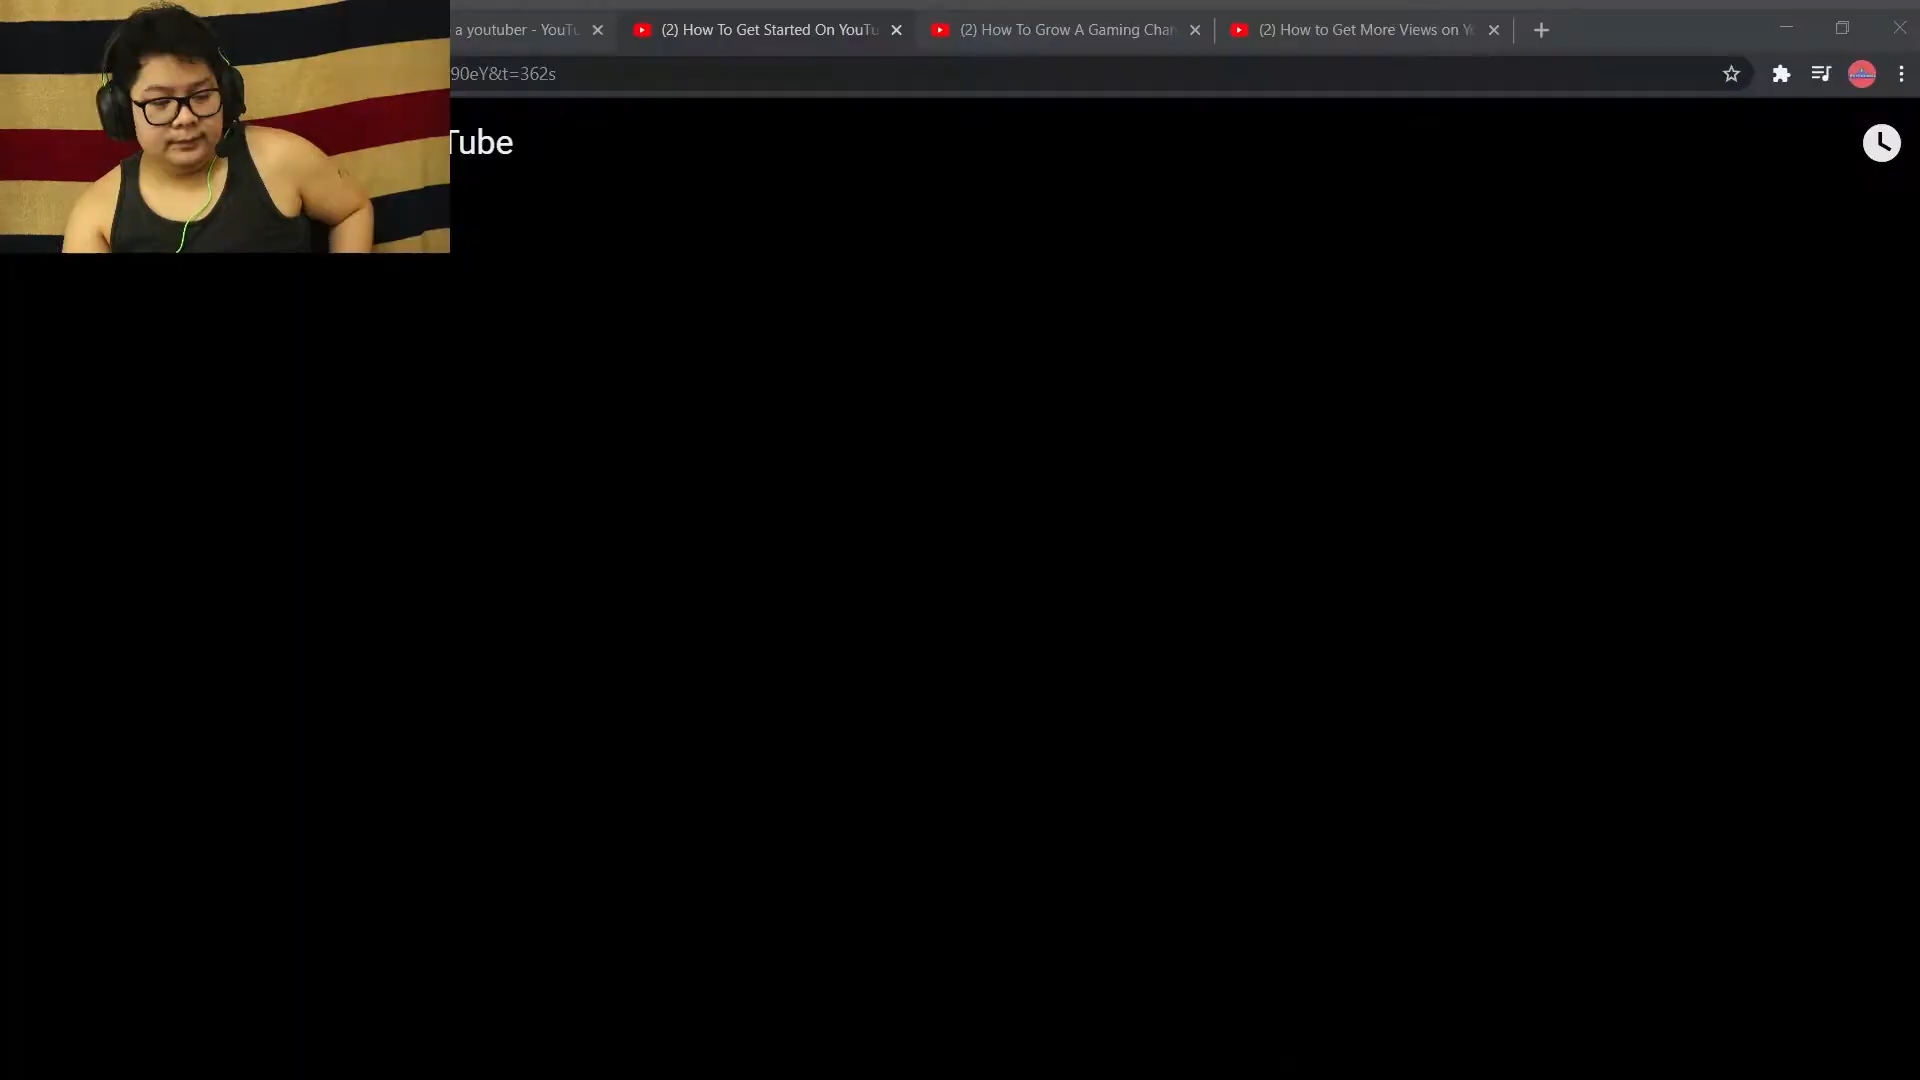 a youtuber - YouTu
(2) How To Get Started On YouTu
(2) How To Grow A Gaming Chan
(2) How to Get More Views on Yo
90eY&t=362s
Tube